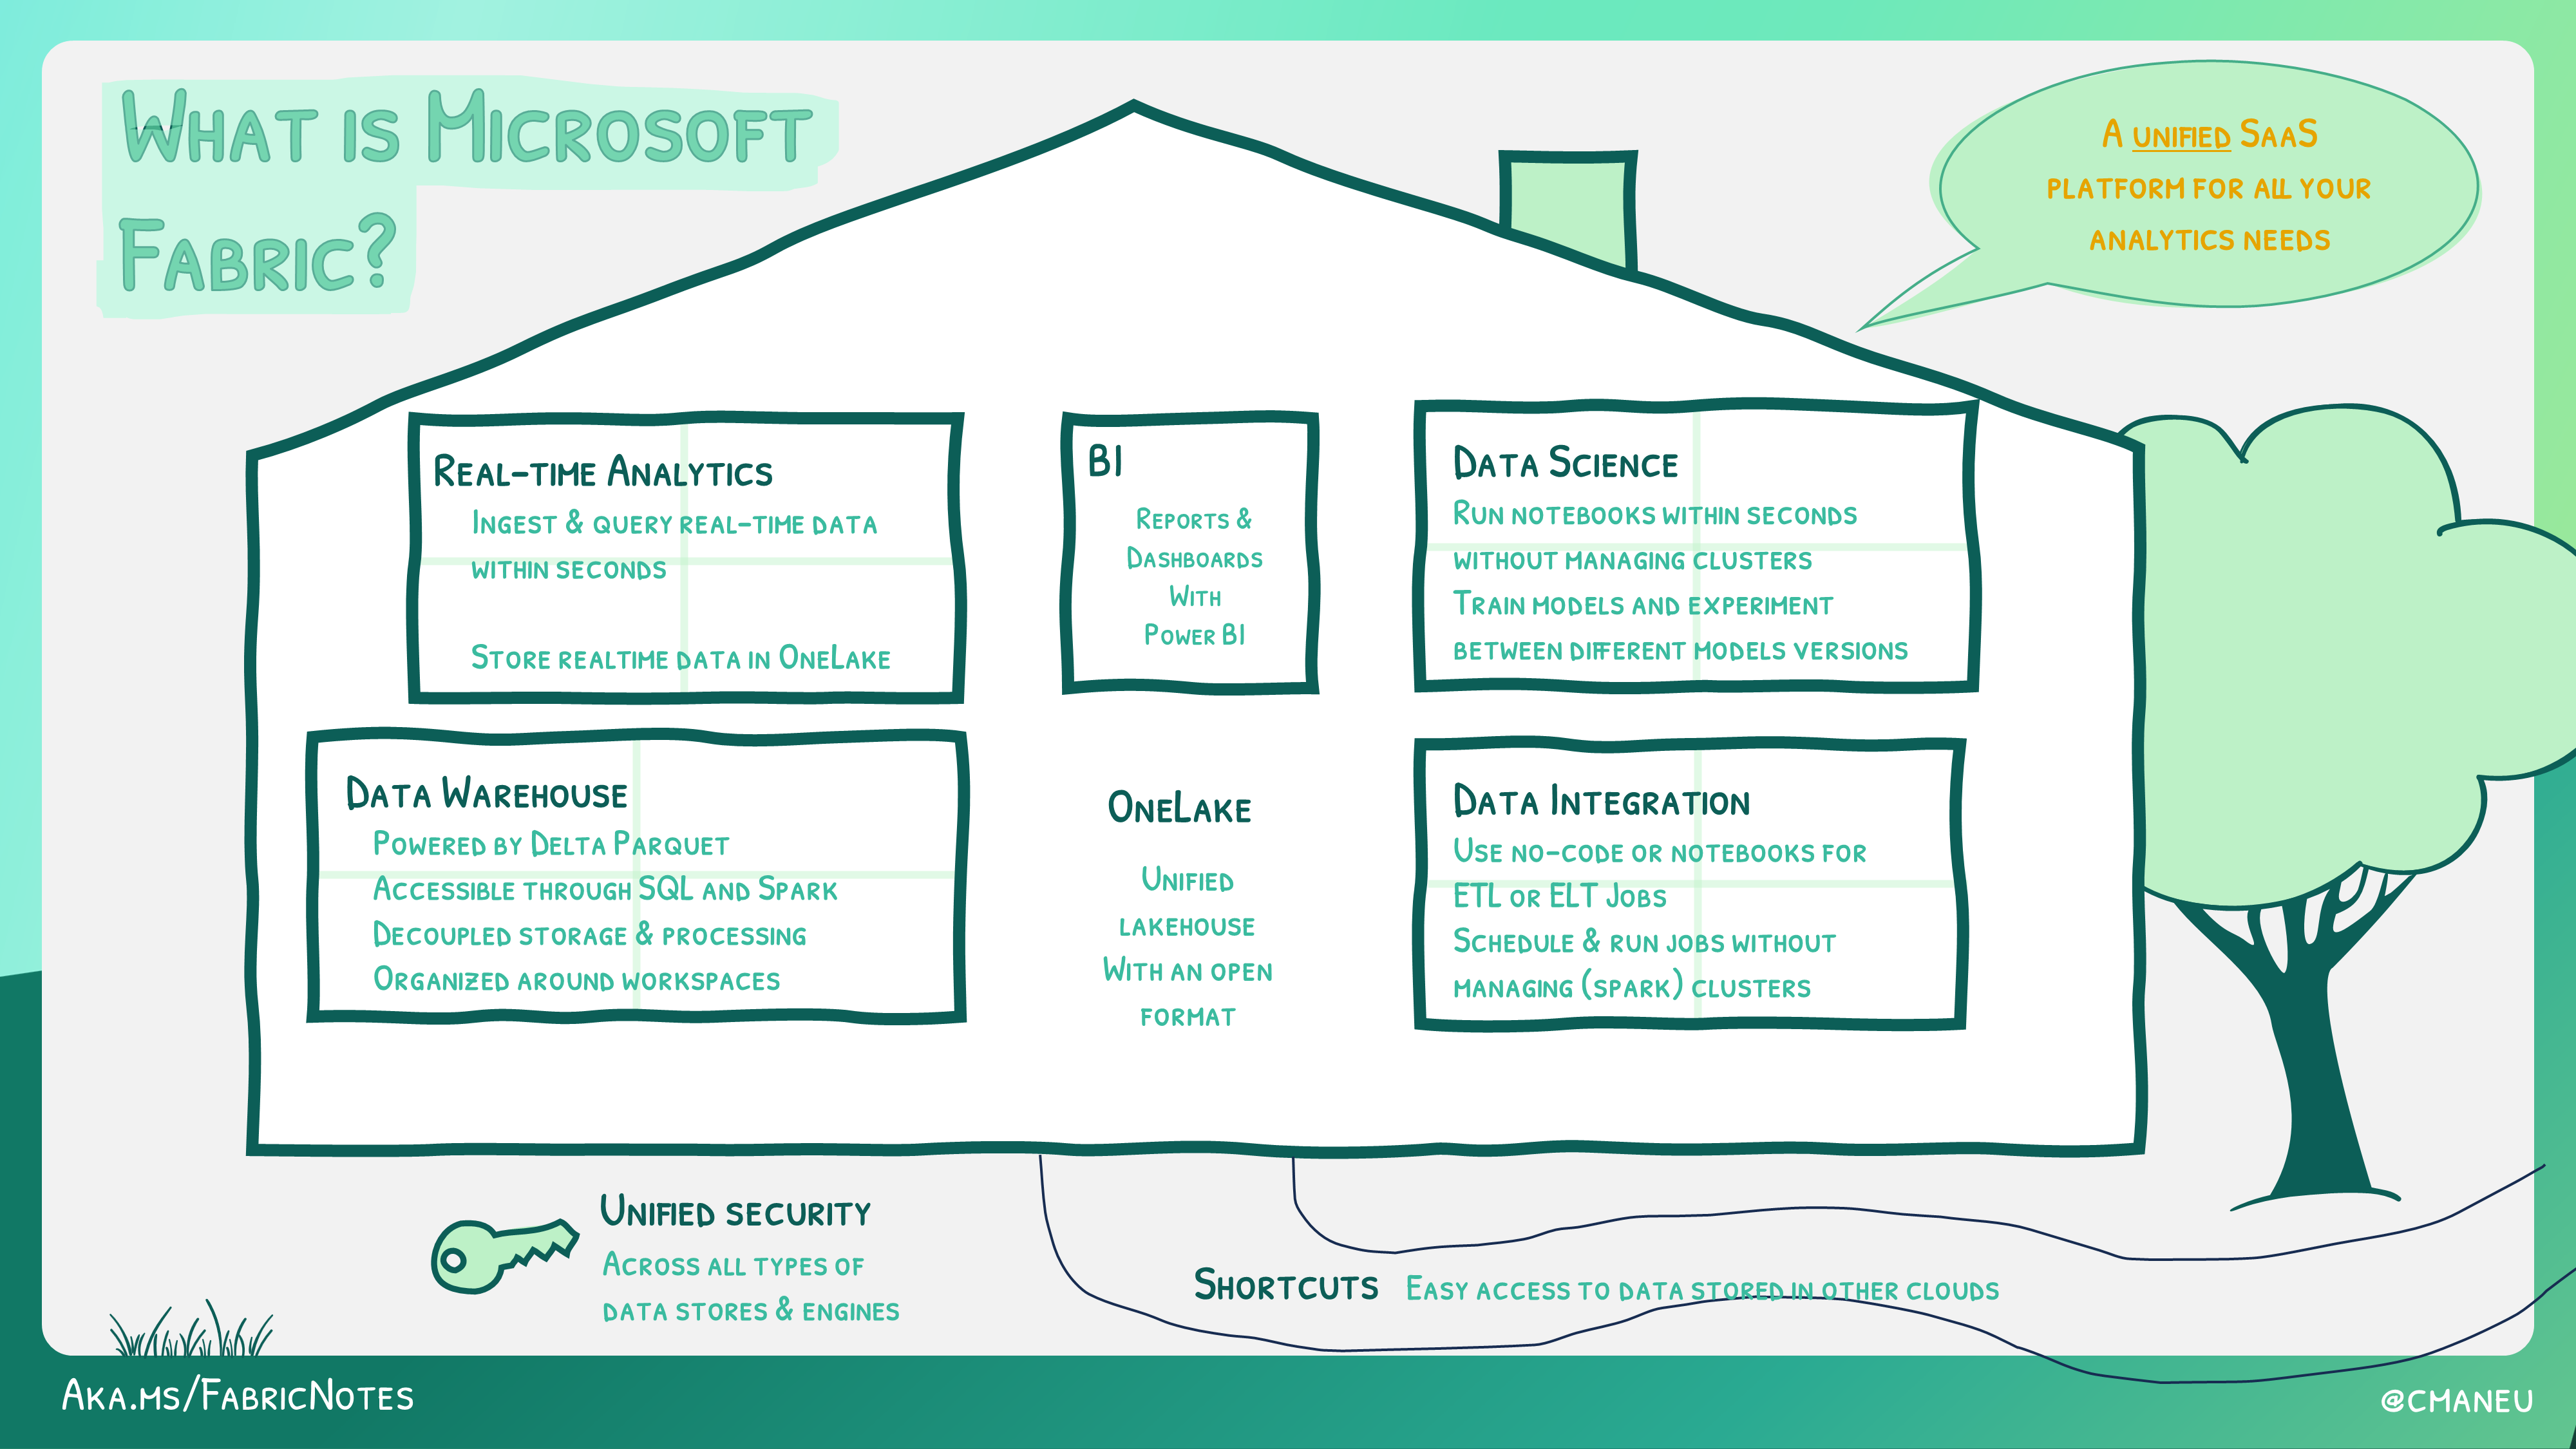 What is Microsoft
Fabric?
A unified SaaS
platform for all your
analytics needs
Real-time Analytics
Ingest & query real-time data
within seconds
Store realtime data in OneLake
BI
Reports &
Dashboards
With
Power BI
Data Science
Run notebooks within seconds
without managing clusters
Train models and experiment
between different models versions
Data Warehouse
Powered by Delta Parquet
Accessible through SQL and Spark
Decoupled storage & processing
Organized around workspaces
OneLake
Unified
lakehouse
With an open
format
Data Integration
Use no-code or notebooks for
ETL or ELT Jobs
Schedule & run jobs without
managing (spark) clusters
Unified security
Across all types of
data stores & engines
Shortcuts Easy access to data stored in other clouds
Aka.ms/FabricNotes
@cmaneu